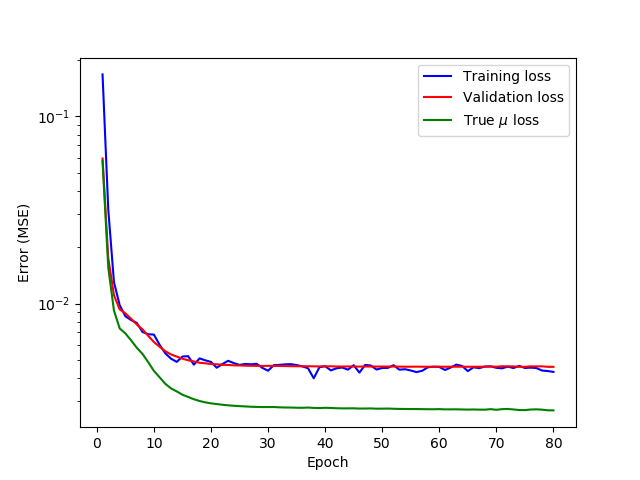 Training loss
Validation loss
True μ loss
10⁻¹
10⁻²
Error (MSE)
0 10 20 30 40 50 60 70 80
Epoch